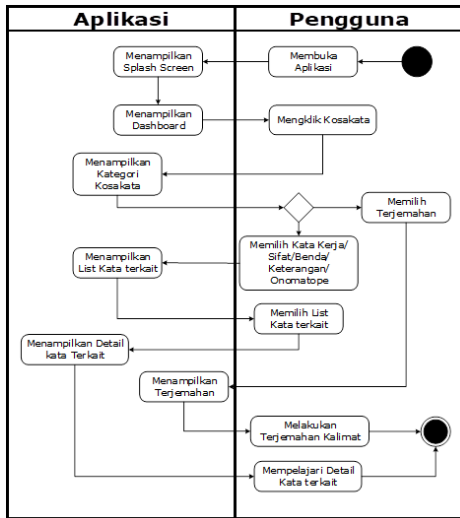 Aplikasi
Pengguna
Membuka
Aplikasi
Menampilkan
Splash Screen
Menampilkan
Dashboard
Mengklik Kosakata
Menampilkan
Kategori
Kosakata
Memilih
Terjemahan
Memilih Kata Kerja/
Sifat/Benda/
Keterangan/
Onomatope
Menampilkan
List Kata terkait
Memilih List
Kata terkait
Menampilkan Detail
kata Terkait
Menampilkan
Terjemahan
Melakukan
Terjemahan Kalimat
Mempelajari Detail
Kata terkait